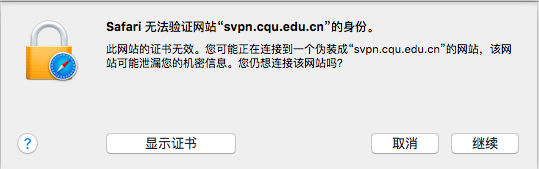 Safari 无法验证网站“svpn.cqu.edu.cn”的身份。
此网站的证书无效。您可能正在连接到一个伪装成“svpn.cqu.edu.cn”的网站，该网
站可能泄漏您的机密信息。您仍想连接该网站吗？
?
显示证书
取消
继续